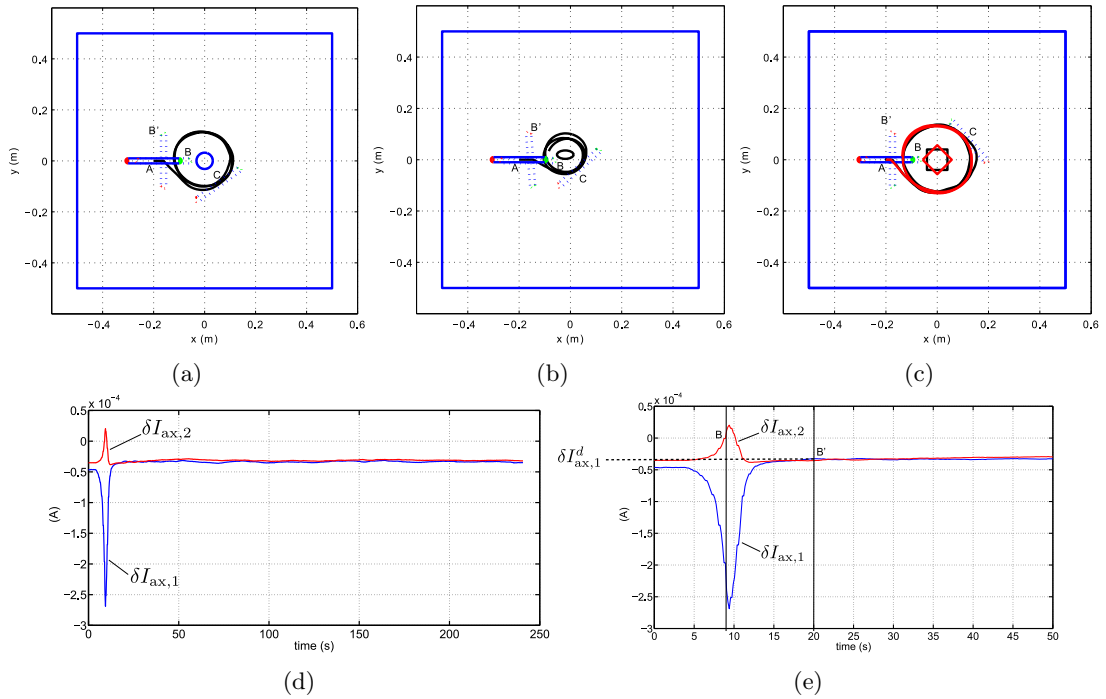 0.4
0.2
0
−0.2
−0.4
y (m)
B'
B
A
C
−0.4 −0.2 0 0.2 0.4 0.6
x (m)
(a)
0.4
0.2
0
−0.2
−0.4
y (m)
B'
B
A
C
−0.4 −0.2 0 0.2 0.4 0.6
x (m)
(b)
0.4
0.2
0
−0.2
−0.4
y (m)
B'
B
A
C
−0.4 −0.2 0 0.2 0.4 0.6
x (m)
(c)
x 10⁻⁴
0.5
0
−0.5
−1
−1.5
−2
−2.5
−3
(A)
δI_ax,2
δI_ax,1
0 50 100 150 200 250
time (s)
(d)
x 10⁻⁴
0.5
0
−0.5
−1
−1.5
−2
−2.5
−3
(A)
δI^d_ax,1
B
δI_ax,2
B'
δI_ax,1
0 5 10 15 20 25 30 35 40 45 50
time (s)
(e)